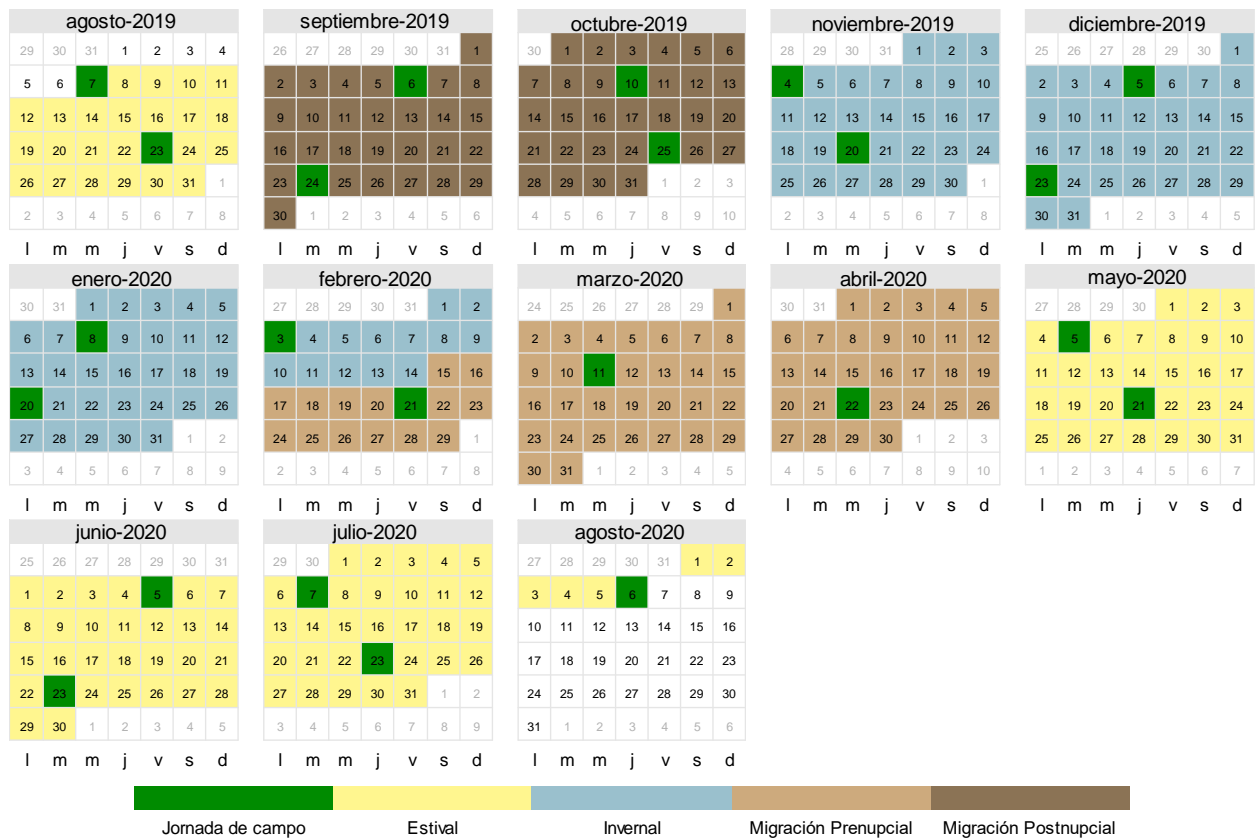 agosto-2019
29 30 31 1 2 3 4
5 6 7 8 9 10 11
12 13 14 15 16 17 18
19 20 21 22 23 24 25
26 27 28 29 30 31 1
2 3 4 5 6 7 8
l m m j v s d
septiembre-2019
26 27 28 29 30 31 1
2 3 4 5 6 7 8
9 10 11 12 13 14 15
16 17 18 19 20 21 22
23 24 25 26 27 28 29
30 1 2 3 4 5 6
l m m j v s d
octubre-2019
30 1 2 3 4 5 6
7 8 9 10 11 12 13
14 15 16 17 18 19 20
21 22 23 24 25 26 27
28 29 30 31 1 2 3
4 5 6 7 8 9 10
l m m j v s d
noviembre-2019
28 29 30 31 1 2 3
4 5 6 7 8 9 10
11 12 13 14 15 16 17
18 19 20 21 22 23 24
25 26 27 28 29 30 1
2 3 4 5 6 7 8
l m m j v s d
diciembre-2019
25 26 27 28 29 30 1
2 3 4 5 6 7 8
9 10 11 12 13 14 15
16 17 18 19 20 21 22
23 24 25 26 27 28 29
30 31 1 2 3 4 5
l m m j v s d
enero-2020
30 31 1 2 3 4 5
6 7 8 9 10 11 12
13 14 15 16 17 18 19
20 21 22 23 24 25 26
27 28 29 30 31 1 2
3 4 5 6 7 8 9
l m m j v s d
febrero-2020
27 28 29 30 31 1 2
3 4 5 6 7 8 9
10 11 12 13 14 15 16
17 18 19 20 21 22 23
24 25 26 27 28 29 1
2 3 4 5 6 7 8
l m m j v s d
marzo-2020
24 25 26 27 28 29 1
2 3 4 5 6 7 8
9 10 11 12 13 14 15
16 17 18 19 20 21 22
23 24 25 26 27 28 29
30 31 1 2 3 4 5
l m m j v s d
abril-2020
30 31 1 2 3 4 5
6 7 8 9 10 11 12
13 14 15 16 17 18 19
20 21 22 23 24 25 26
27 28 29 30 1 2 3
4 5 6 7 8 9 10
l m m j v s d
mayo-2020
27 28 29 30 1 2 3
4 5 6 7 8 9 10
11 12 13 14 15 16 17
18 19 20 21 22 23 24
25 26 27 28 29 30 31
1 2 3 4 5 6 7
l m m j v s d
junio-2020
25 26 27 28 29 30 31
1 2 3 4 5 6 7
8 9 10 11 12 13 14
15 16 17 18 19 20 21
22 23 24 25 26 27 28
29 30 1 2 3 4 5
l m m j v s d
julio-2020
29 30 1 2 3 4 5
6 7 8 9 10 11 12
13 14 15 16 17 18 19
20 21 22 23 24 25 26
27 28 29 30 31 1 2
3 4 5 6 7 8 9
l m m j v s d
agosto-2020
27 28 29 30 31 1 2
3 4 5 6 7 8 9
10 11 12 13 14 15 16
17 18 19 20 21 22 23
24 25 26 27 28 29 30
31 1 2 3 4 5 6
l m m j v s d
Jornada de campo Estival Invernal Migración Prenupcial Migración Postnupcial